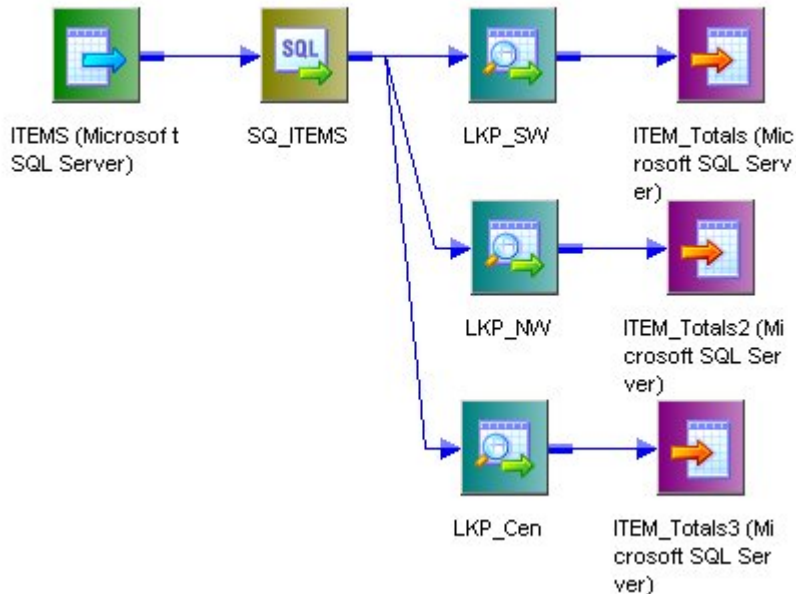 SQL
ITEMS (Microsof t
SQL Server)
SQ_ITEMS
LKP_SW
ITEM_Totals (Mic
rosoft SQL Serv
er)
LKP_NW
ITEM_Totals2 (Mi
crosoft SQL Ser
ver)
LKP_Cen
ITEM_Totals3 (Mi
crosoft SQL Ser
ver)